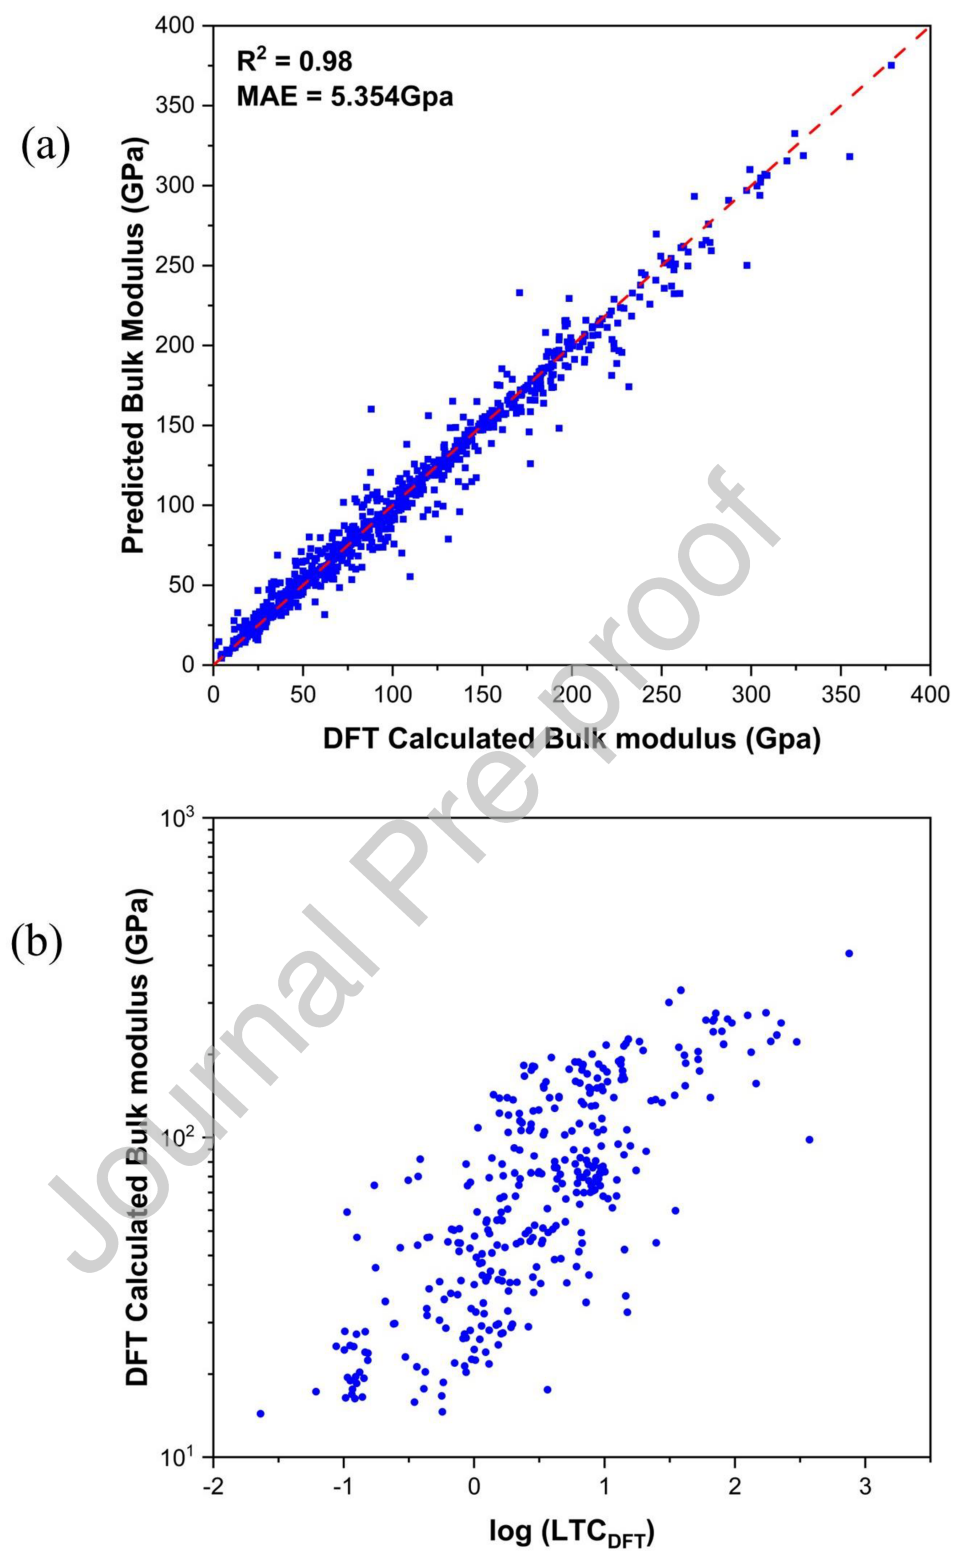 (a)
R² = 0.98
MAE = 5.354Gpa
Predicted Bulk Modulus (GPa)
400
350
300
250
200
150
100
50
0
0 50 100 150 200 250 300 350 400
DFT Calculated Bulk modulus (Gpa)
(b)
DFT Calculated Bulk modulus (GPa)
10³
10²
10¹
-2 -1 0 1 2 3
log (LTC_DFT)
Journal Pre-proof